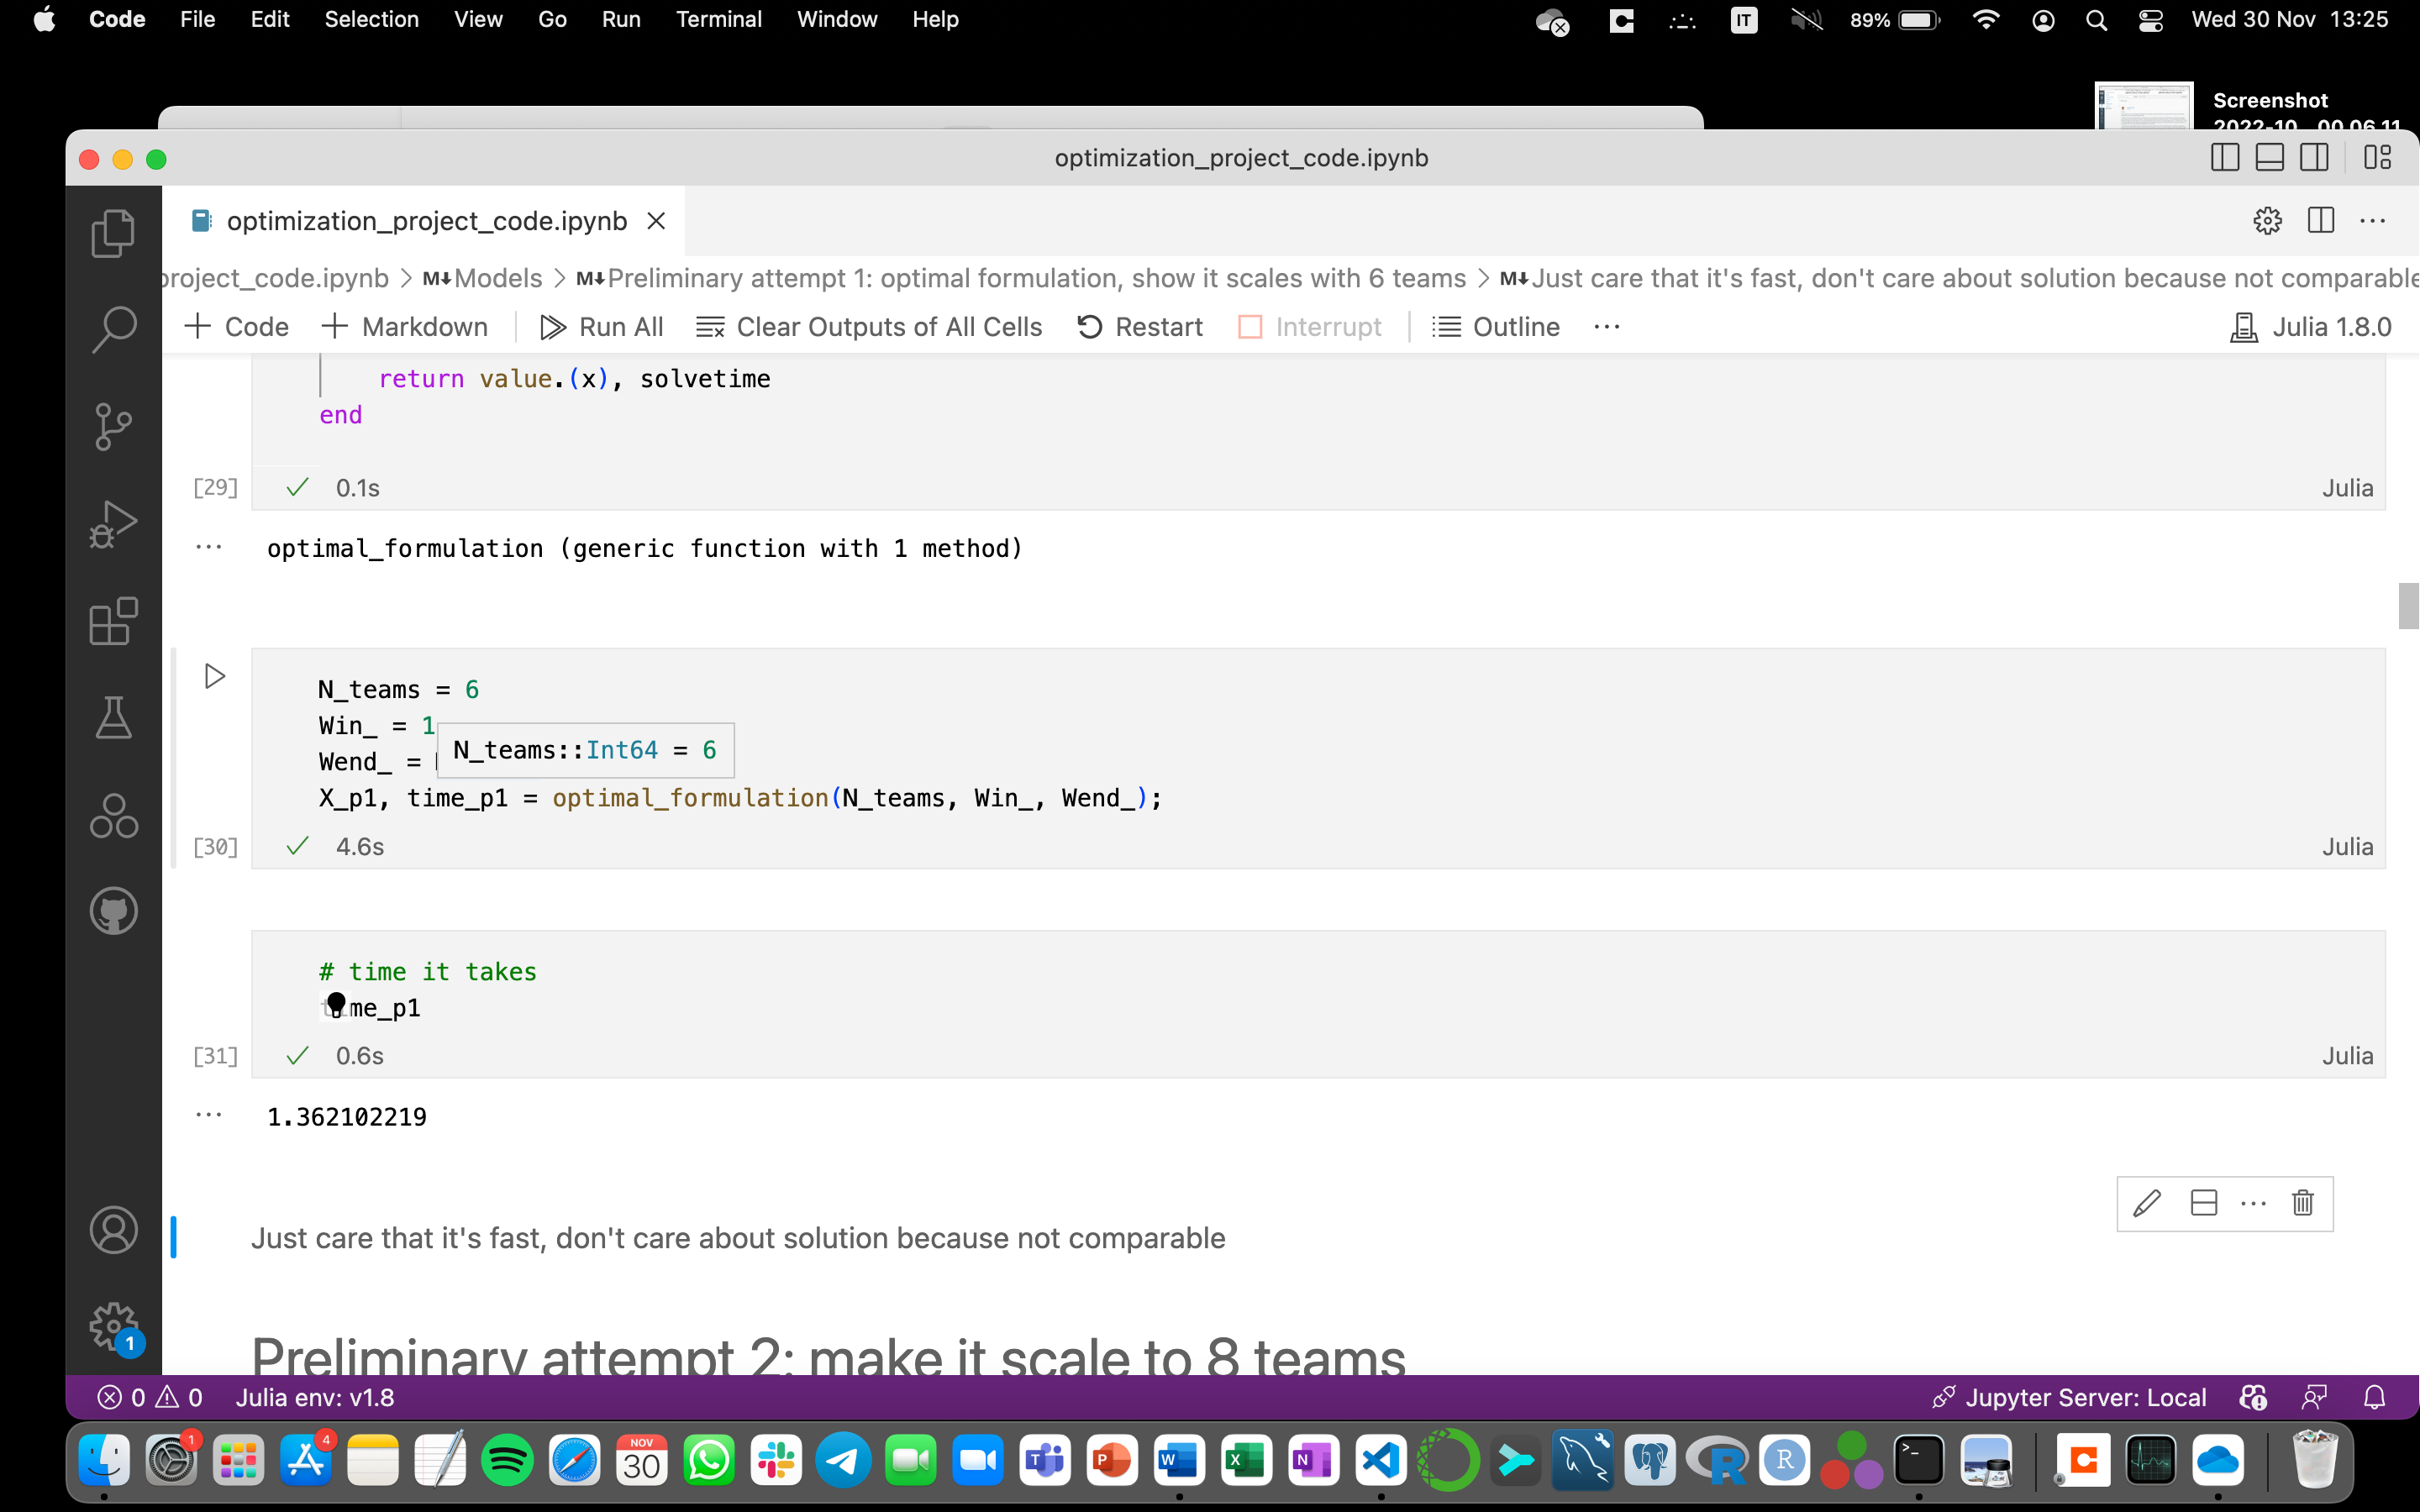 Code File Edit Selection View Go Run Terminal Window Help IT 89% Wed 30 Nov 13:25
Screenshot
2022-10...00.06.11
optimization_project_code.ipynb
optimization_project_code.ipynb
project_code.ipynb > M↓Models > M↓Preliminary attempt 1: optimal formulation, show it scales with 6 teams > M↓Just care that it's fast, don't care about solution because not comparable
+ Code + Markdown Run All Clear Outputs of All Cells Restart Interrupt Outline ... Julia 1.8.0
return value.(x), solvetime
end
[29] ✓ 0.1s Julia
... optimal_formulation (generic function with 1 method)
N_teams = 6
Win_ = 1
N_teams::Int64 = 6
Wend_ =
X_p1, time_p1 = optimal_formulation(N_teams, Win_, Wend_);
[30] ✓ 4.6s Julia
# time it takes
time_p1
[31] ✓ 0.6s Julia
... 1.362102219
Just care that it's fast, don't care about solution because not comparable
Preliminary attempt 2: make it scale to 8 teams
1
0 0 Julia env: v1.8 Jupyter Server: Local
1 4 NOV 30 T P W X N R R >_ C